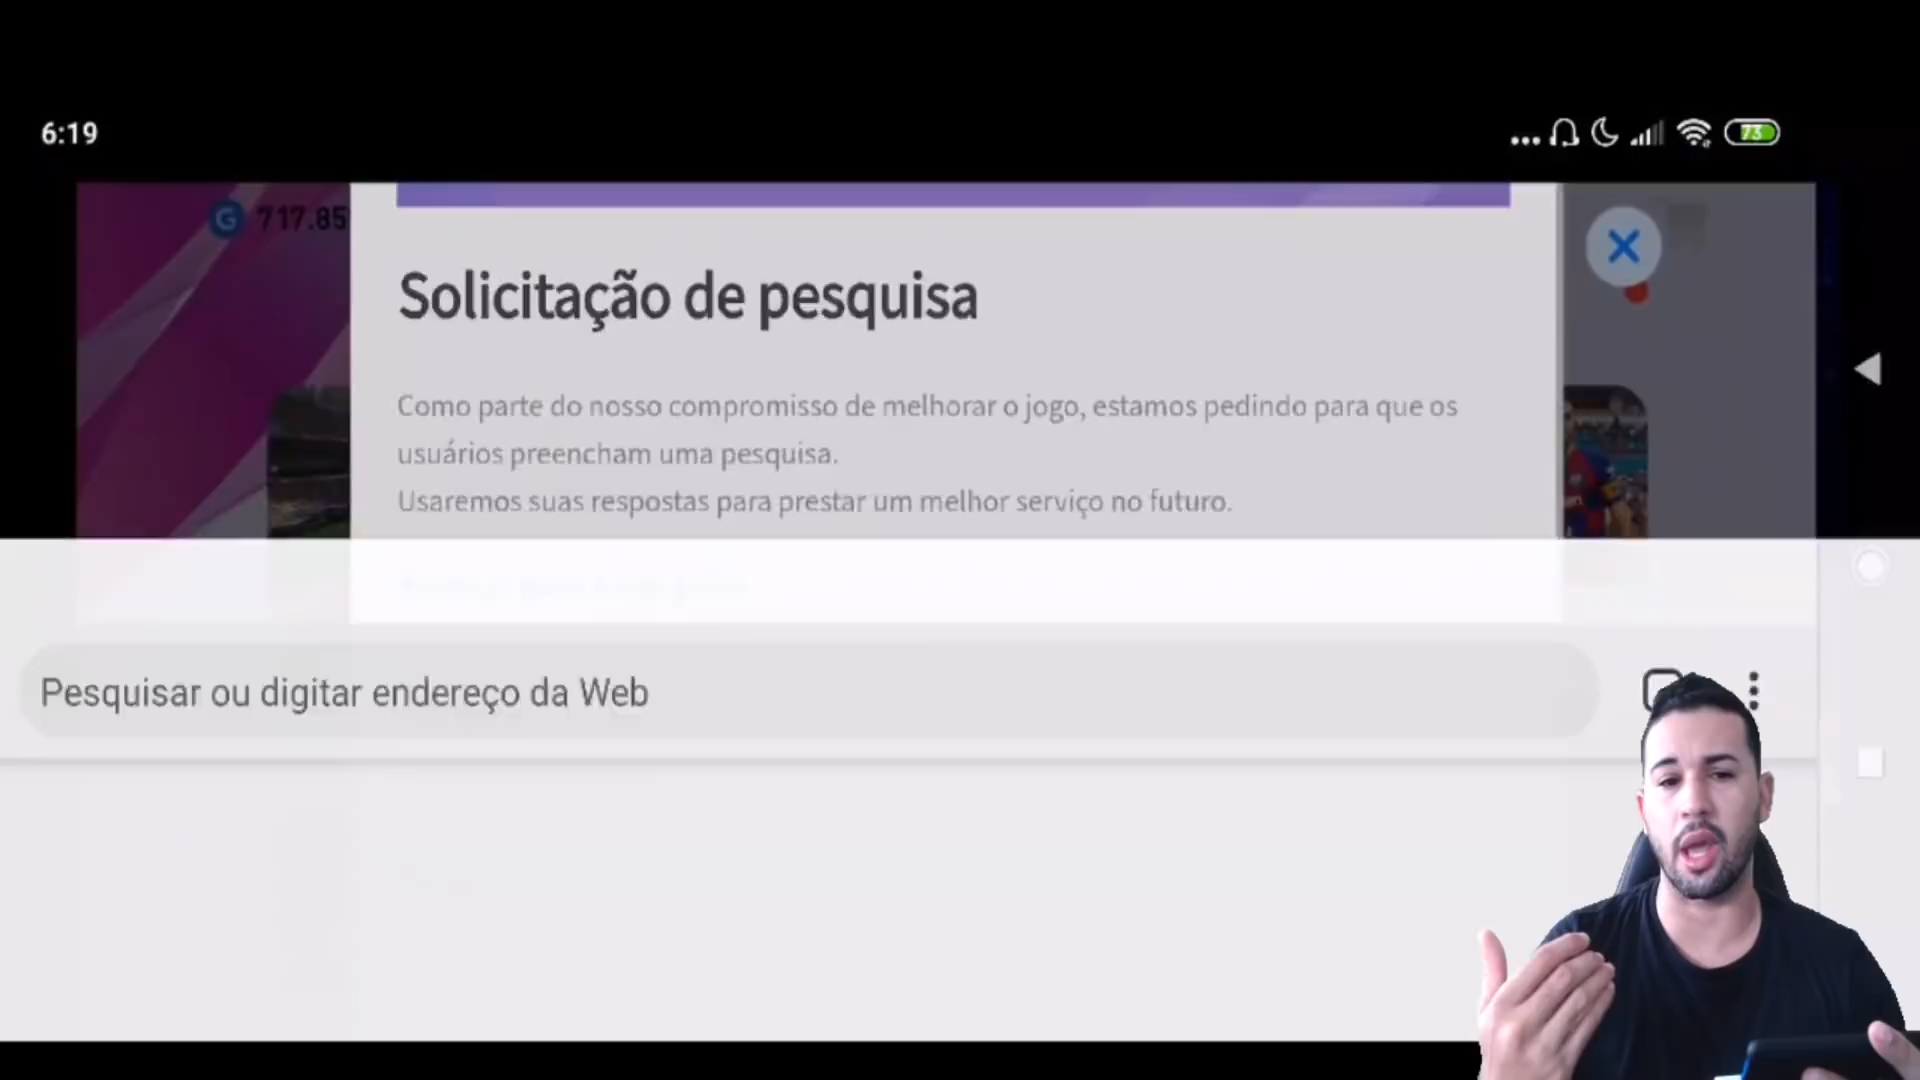 6:19
73
G 717.85
Solicitação de pesquisa
Como parte do nosso compromisso de melhorar o jogo, estamos pedindo para que os
usuários preencham uma pesquisa.
Usaremos suas respostas para prestar um melhor serviço no futuro.
Pesquisar ou digitar endereço da Web